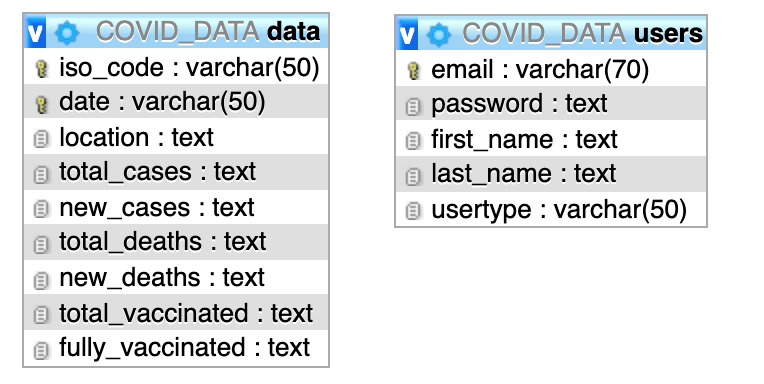 v COVID_DATA data
iso_code : varchar(50)
date : varchar(50)
location : text
total_cases : text
new_cases : text
total_deaths : text
new_deaths : text
total_vaccinated : text
fully_vaccinated : text
v COVID_DATA users
email : varchar(70)
password : text
first_name : text
last_name : text
usertype : varchar(50)